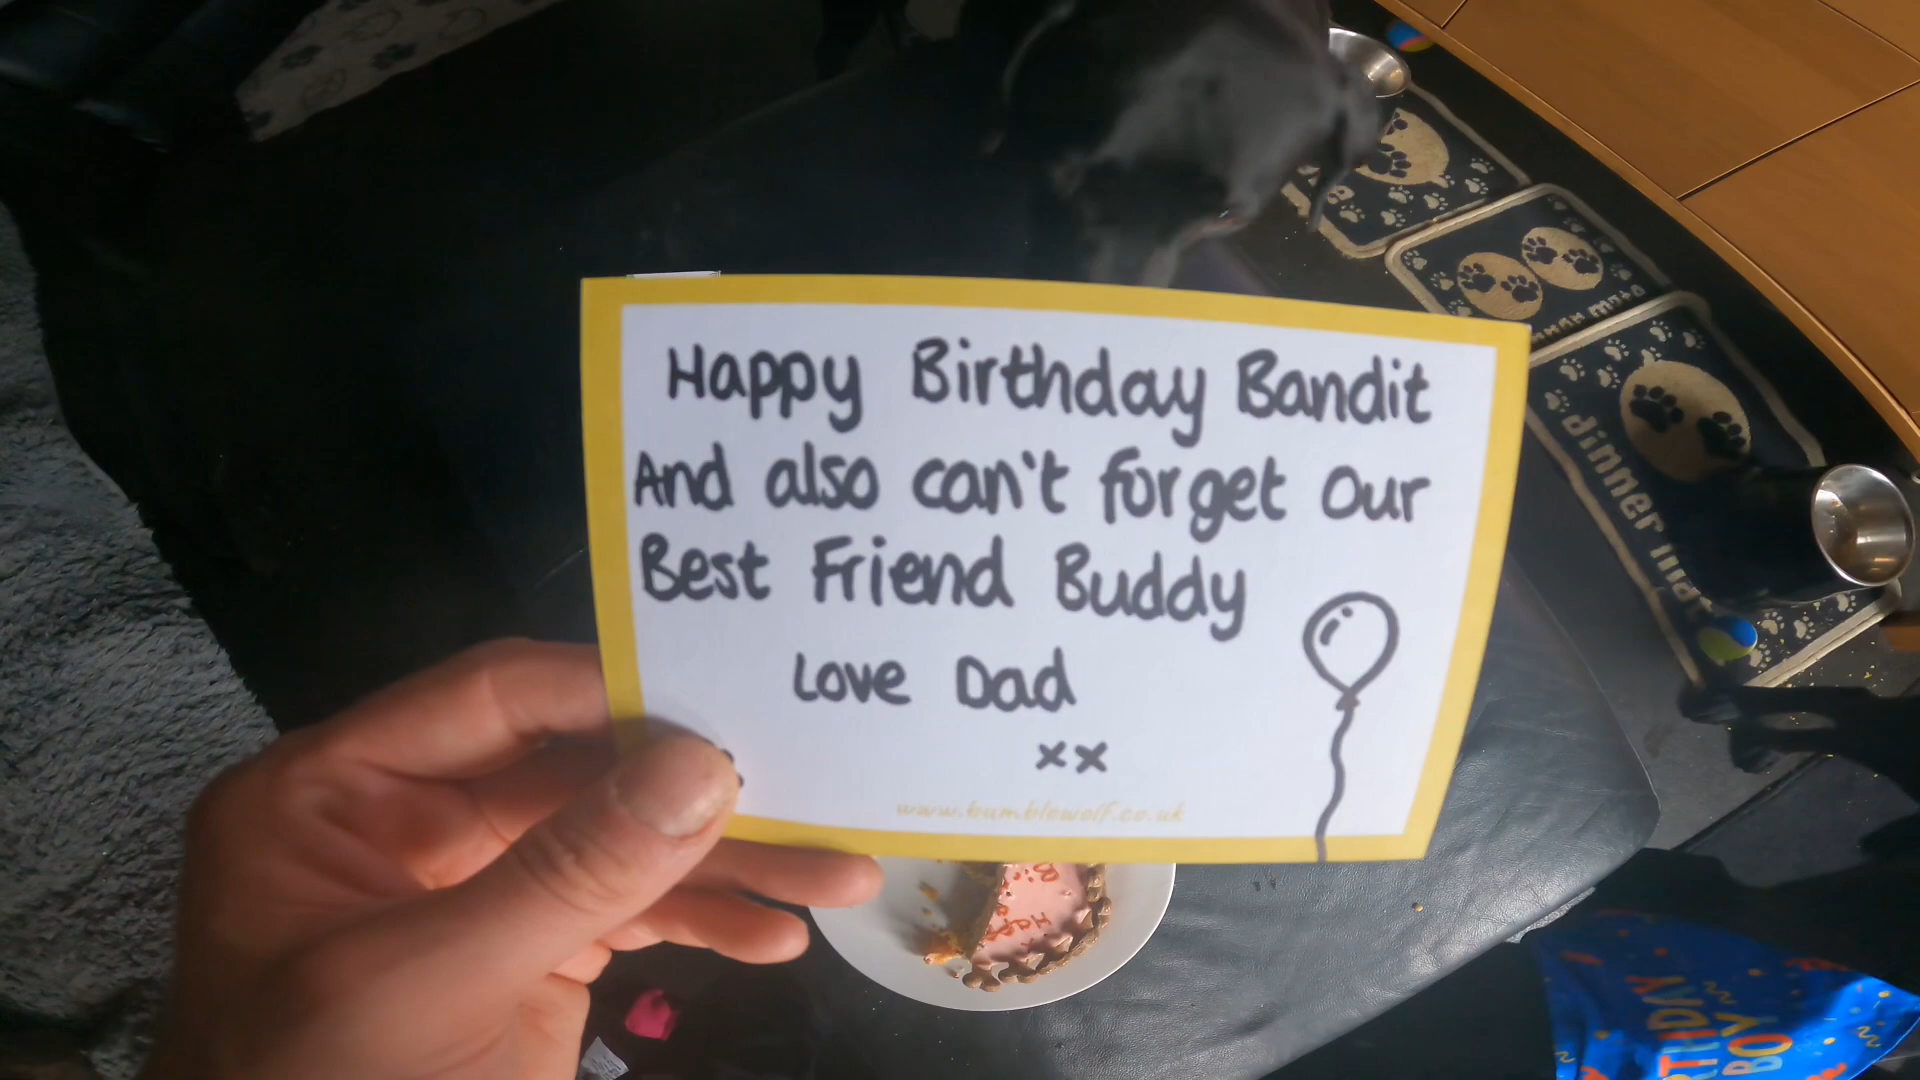 Happy Birthday Bandit
And also can't forget our
Best Friend Buddy
Love Dad
xx
www.bumblewolf.co.uk
dinner mat
BOY